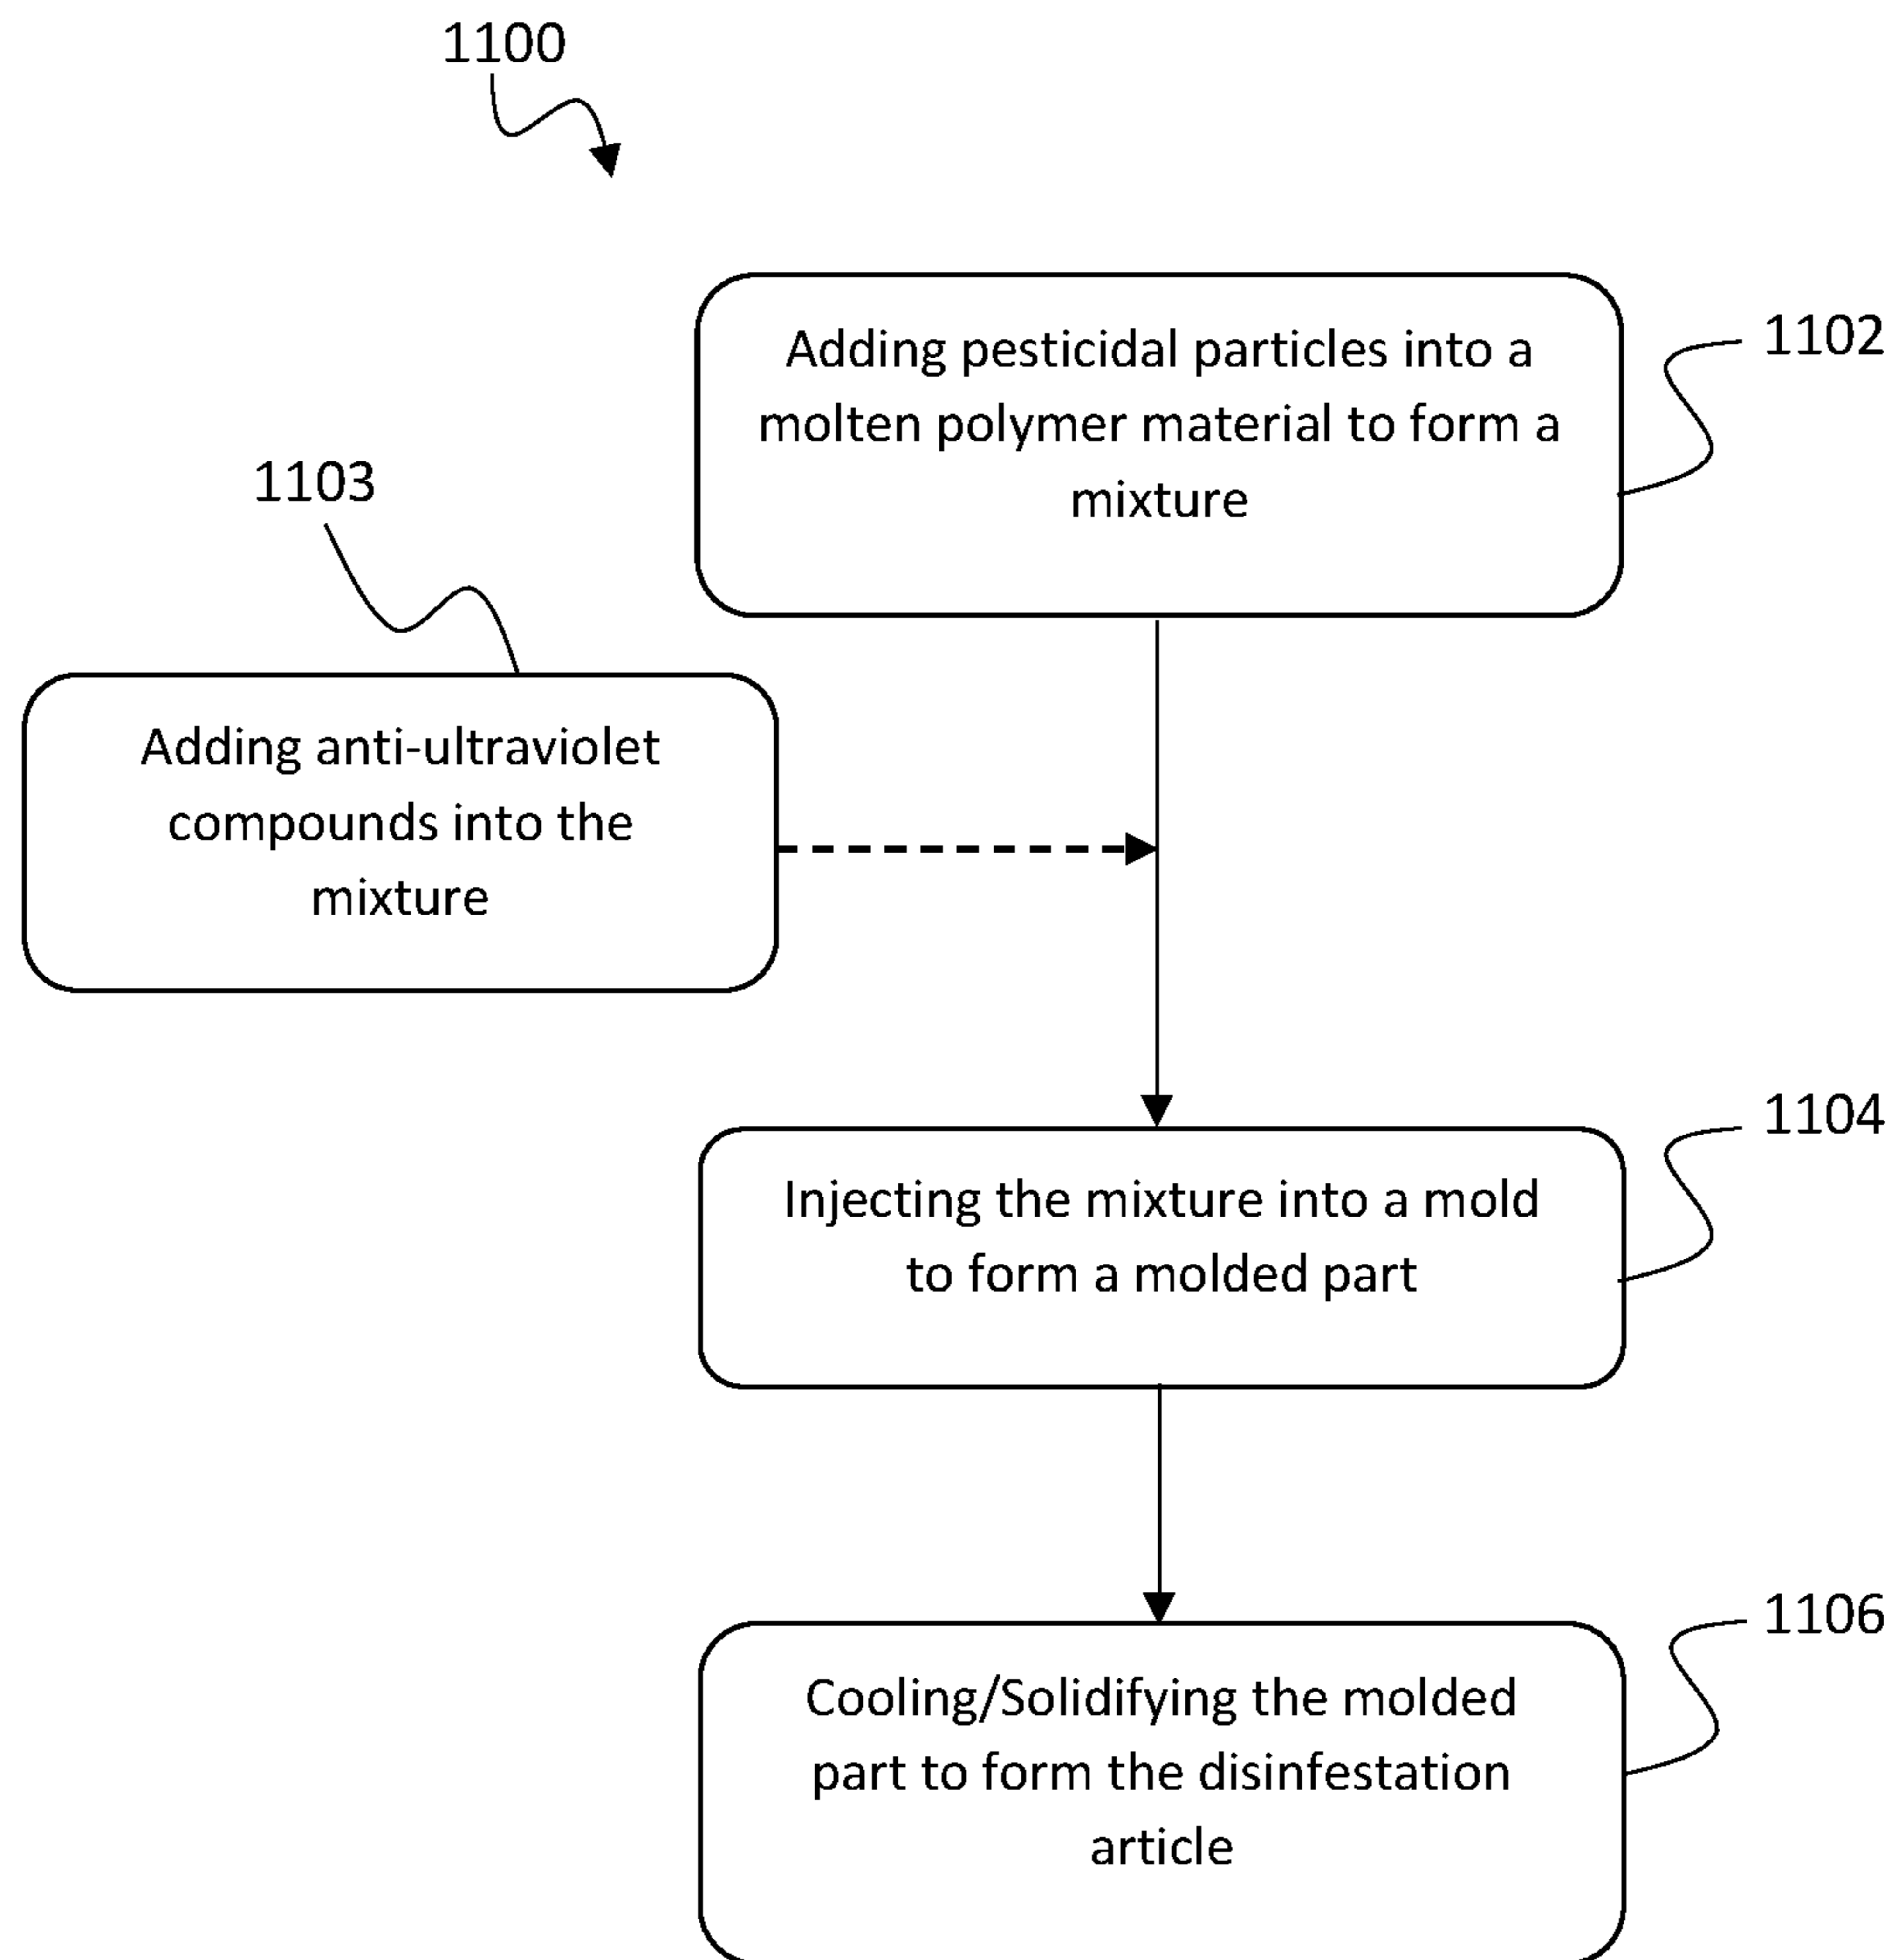 1100
Adding pesticidal particles into a
molten polymer material to form a
mixture
1102
1103
Adding anti-ultraviolet
compounds into the
mixture
Injecting the mixture into a mold
to form a molded part
1104
Cooling/Solidifying the molded
part to form the disinfestation
article
1106